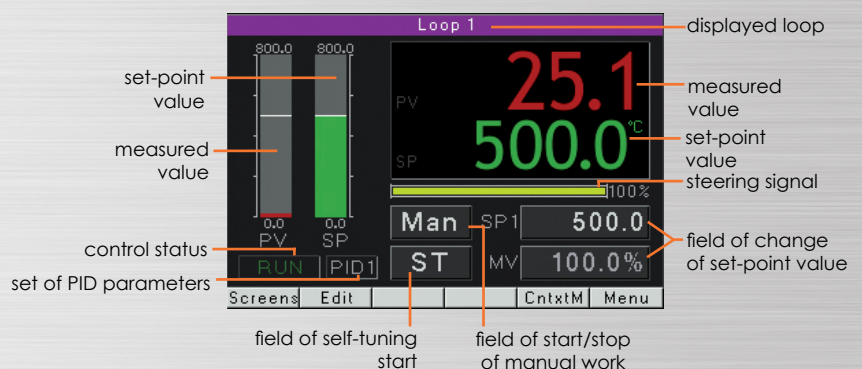 Loop 1
displayed loop
800.0
800.0
set-point
value
measured
value
PV
25.1
measured
value
SP
500.0
°C
set-point
value
steering signal
100%
0.0
0.0
PV
SP
Man
SP1
500.0
control status
RUN
PID1
ST
MV
100.0%
field of change
of set-point value
set of PID parameters
Screens
Edit
CntxtM
Menu
field of self-tuning
start
field of start/stop
of manual work